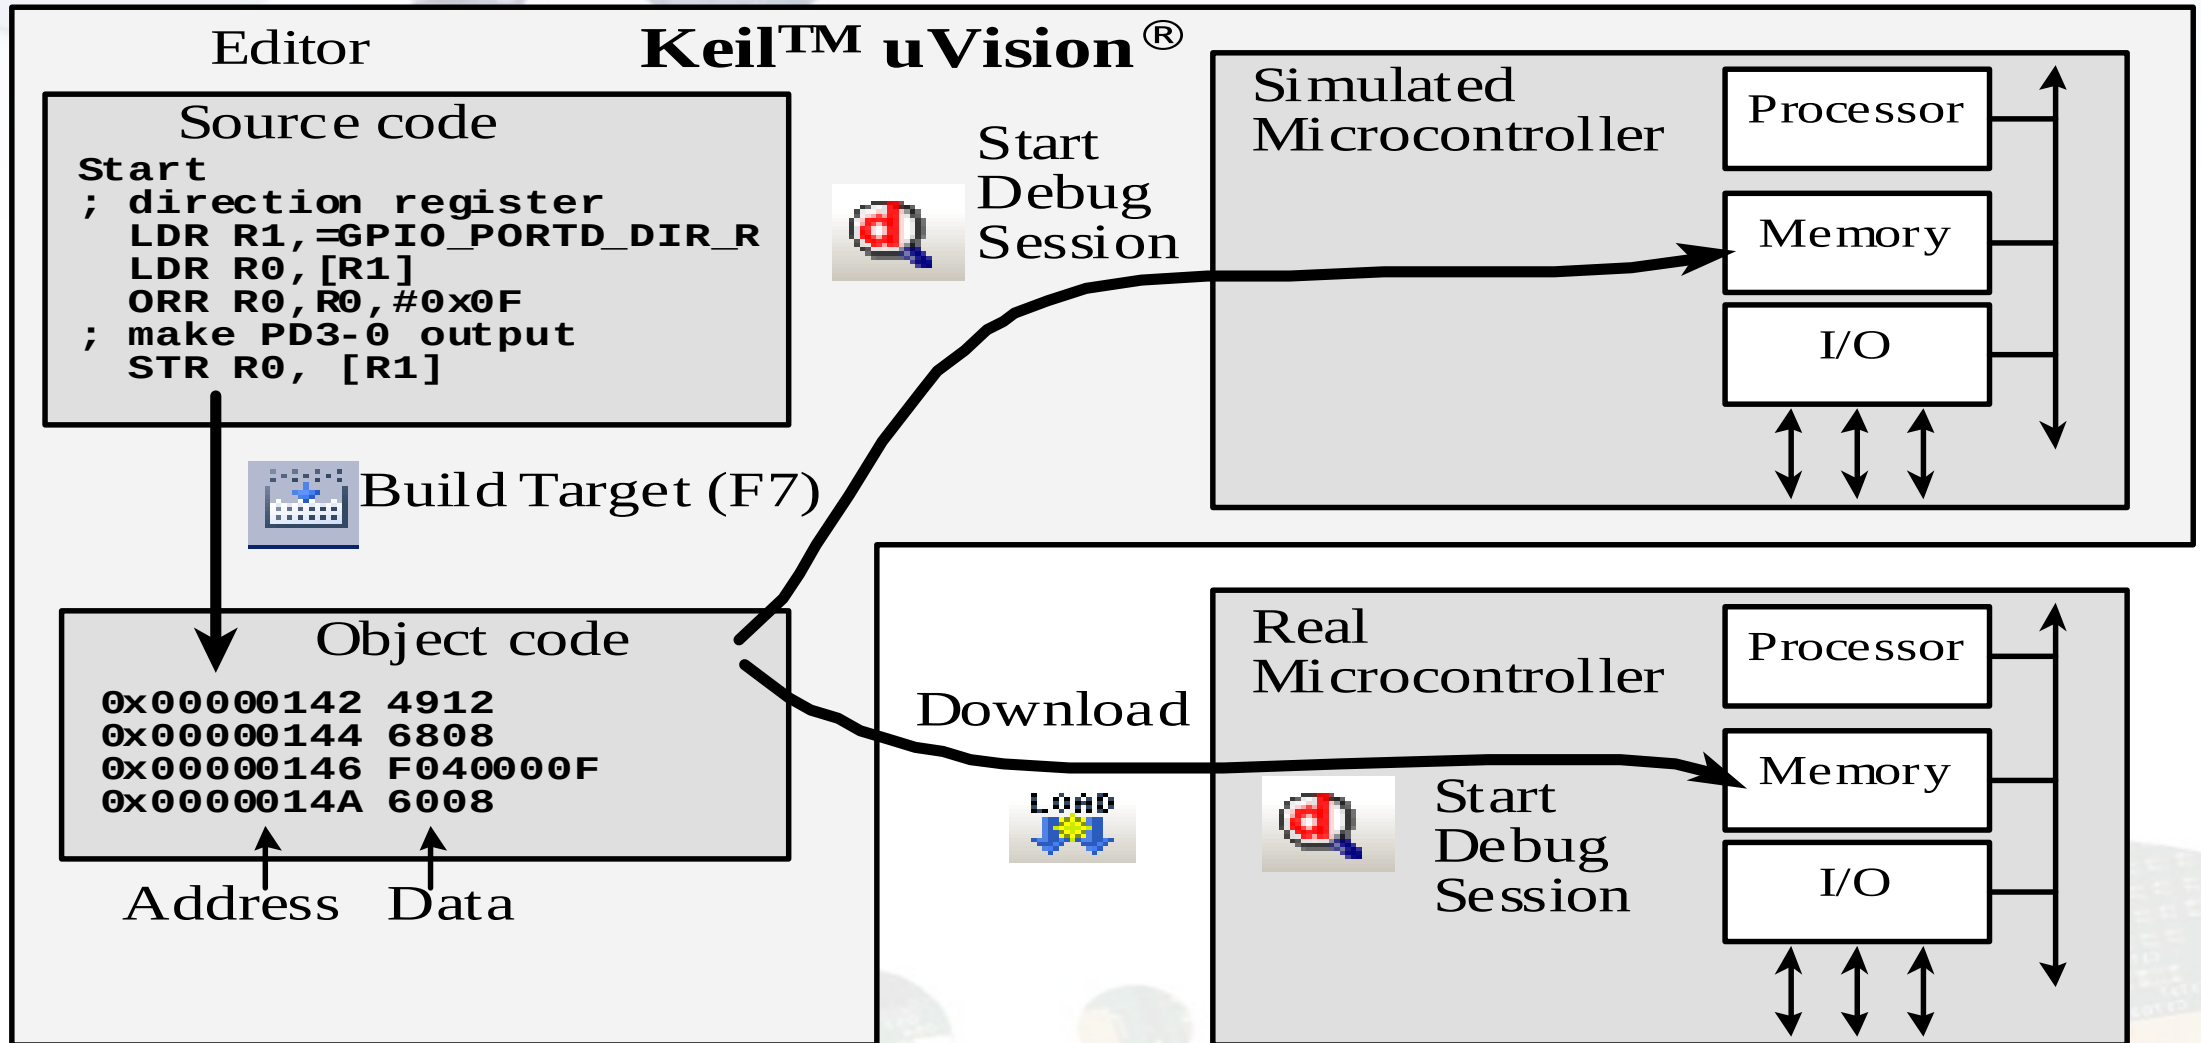 Editor
Keil™ uVision®
Source code
Start
; direction register
LDR R1,=GPIO_PORTD_DIR_R
LDR R0,[R1]
ORR R0,R0,#0x0F
; make PD3-0 output
STR R0, [R1]
Build Target (F7)
Object code
0x00000142 4912
0x00000144 6808
0x00000146 F040000F
0x0000014A 6008
Address
Data
Start
Debug
Session
d
Simulated
Microcontroller
Processor
Memory
I/O
Download
LOAD
Real
Microcontroller
d
Start
Debug
Session
Processor
Memory
I/O